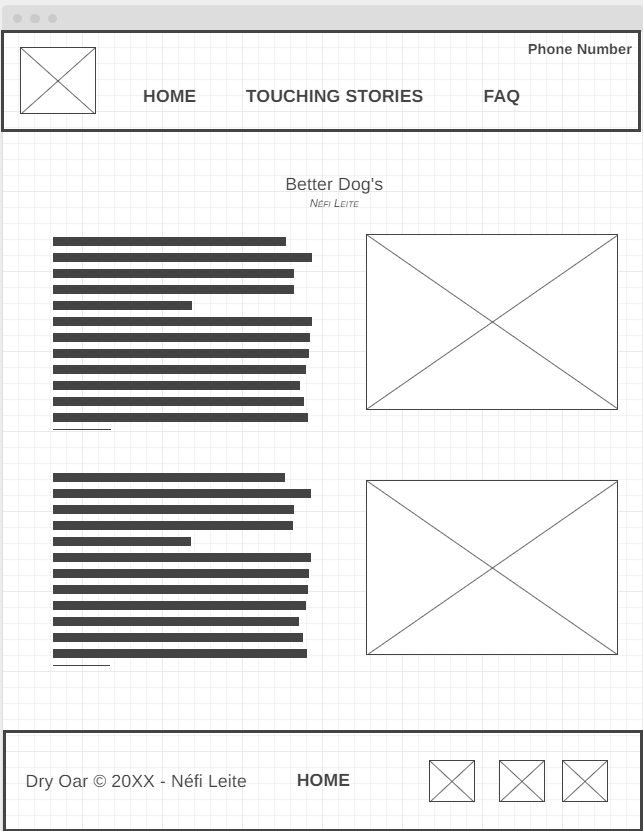 Phone Number
HOME TOUCHING STORIES FAQ
Better Dog's
Néfi Leite
Dry Oar © 20XX - Néfi Leite HOME